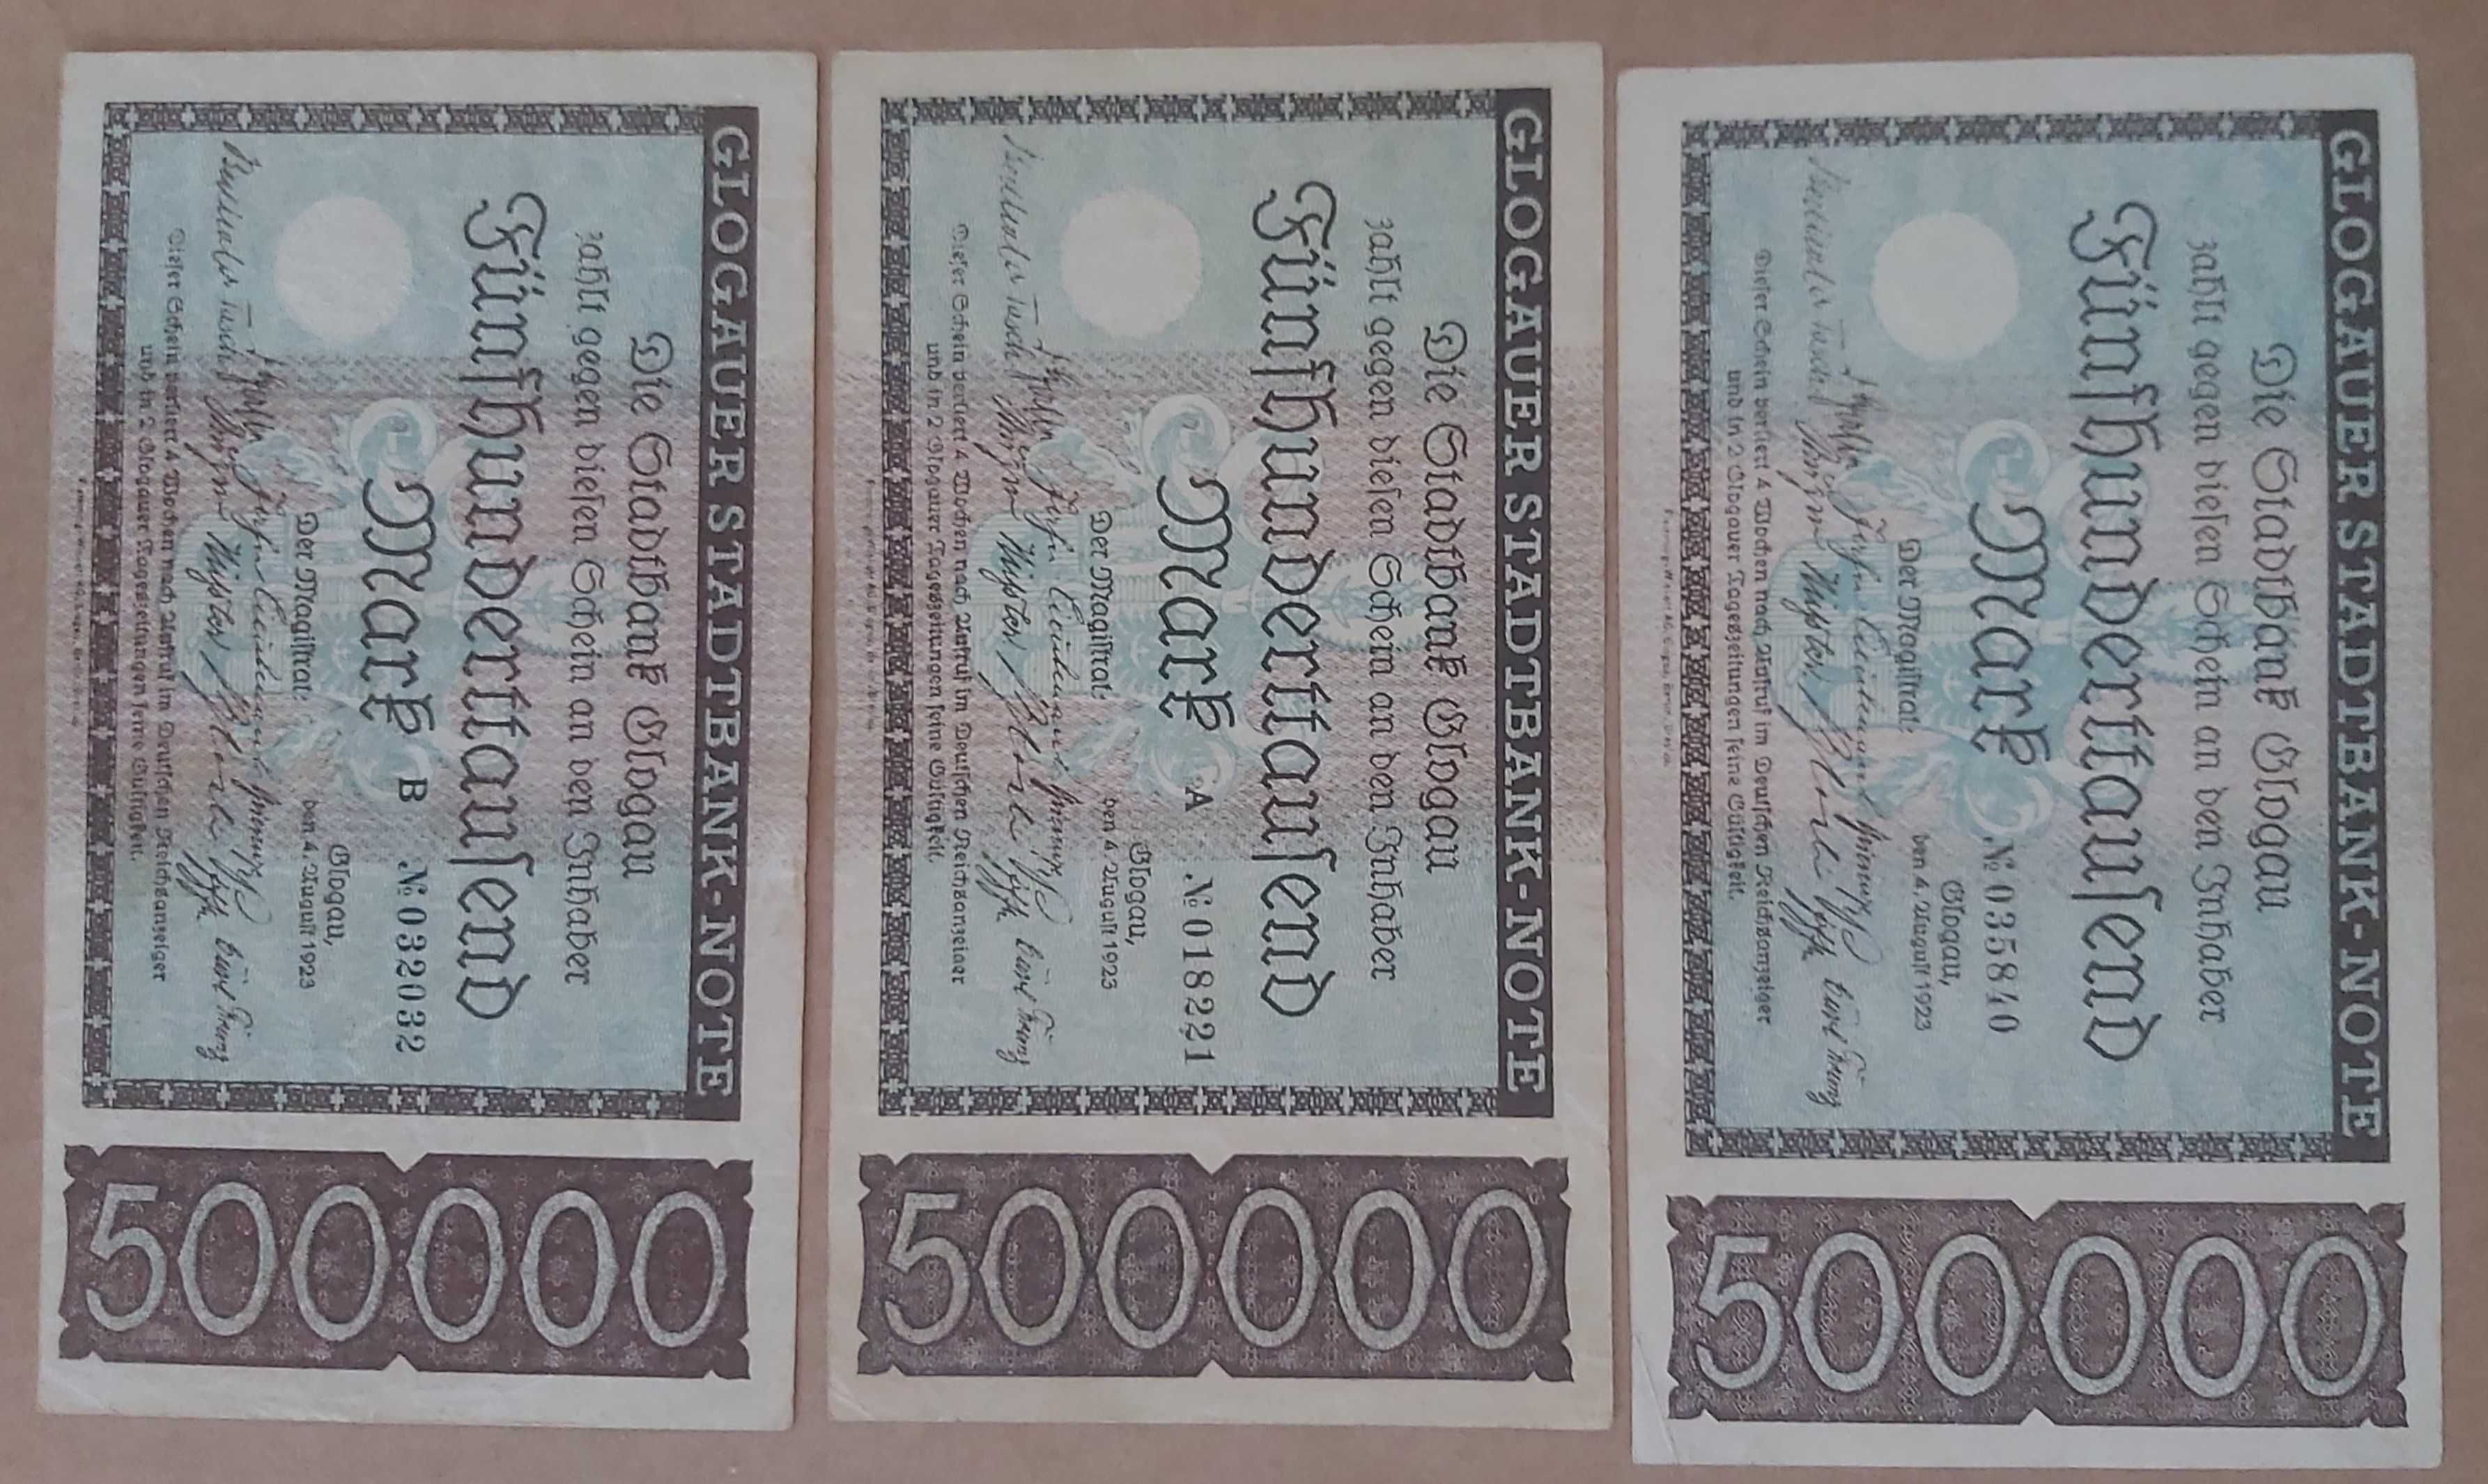 GLOGAUER STADTBANK-NOTE
Die Stadtbank Glogau
zahlt gegen diesen Schein an den Inhaber
Fünfhunderttausend
Mark B № 032032
Glogau,
Der Magistrat: den 4. August 1923
Dieser Schein verliert 4 Wochen nach Aufruf im Deutschen Reichsanzeiger
und in 2 Glogauer Tageszeitungen seine Gültigkeit.
500000
GLOGAUER STADTBANK-NOTE
Die Stadtbank Glogau
zahlt gegen diesen Schein an den Inhaber
Fünfhunderttausend
Mark A № 018221
Glogau,
Der Magistrat: den 4. August 1923
Dieser Schein verliert 4 Wochen nach Aufruf im Deutschen Reichsanzeiger
und in 2 Glogauer Tageszeitungen seine Gültigkeit.
500000
GLOGAUER STADTBANK-NOTE
Die Stadtbank Glogau
zahlt gegen diesen Schein an den Inhaber
Fünfhunderttausend
Mark № 035840
Glogau,
Der Magistrat: den 4. August 1923
Dieser Schein verliert 4 Wochen nach Aufruf im Deutschen Reichsanzeiger
und in 2 Glogauer Tageszeitungen seine Gültigkeit.
500000